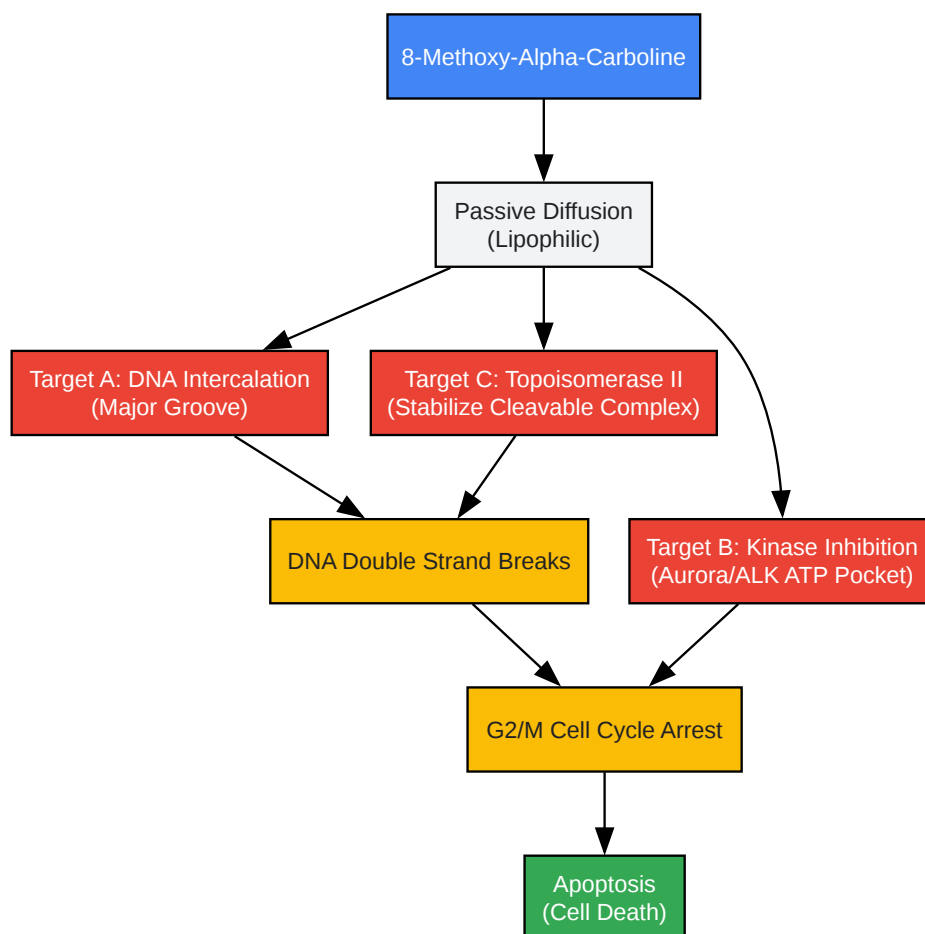 8-Methoxy-Alpha-Carboline
Passive Diffusion
(Lipophilic)
Target A: DNA Intercalation
(Major Groove)
Target C: Topoisomerase II
(Stabilize Cleavable Complex)
DNA Double Strand Breaks
Target B: Kinase Inhibition
(Aurora/ALK ATP Pocket)
G2/M Cell Cycle Arrest
Apoptosis
(Cell Death)